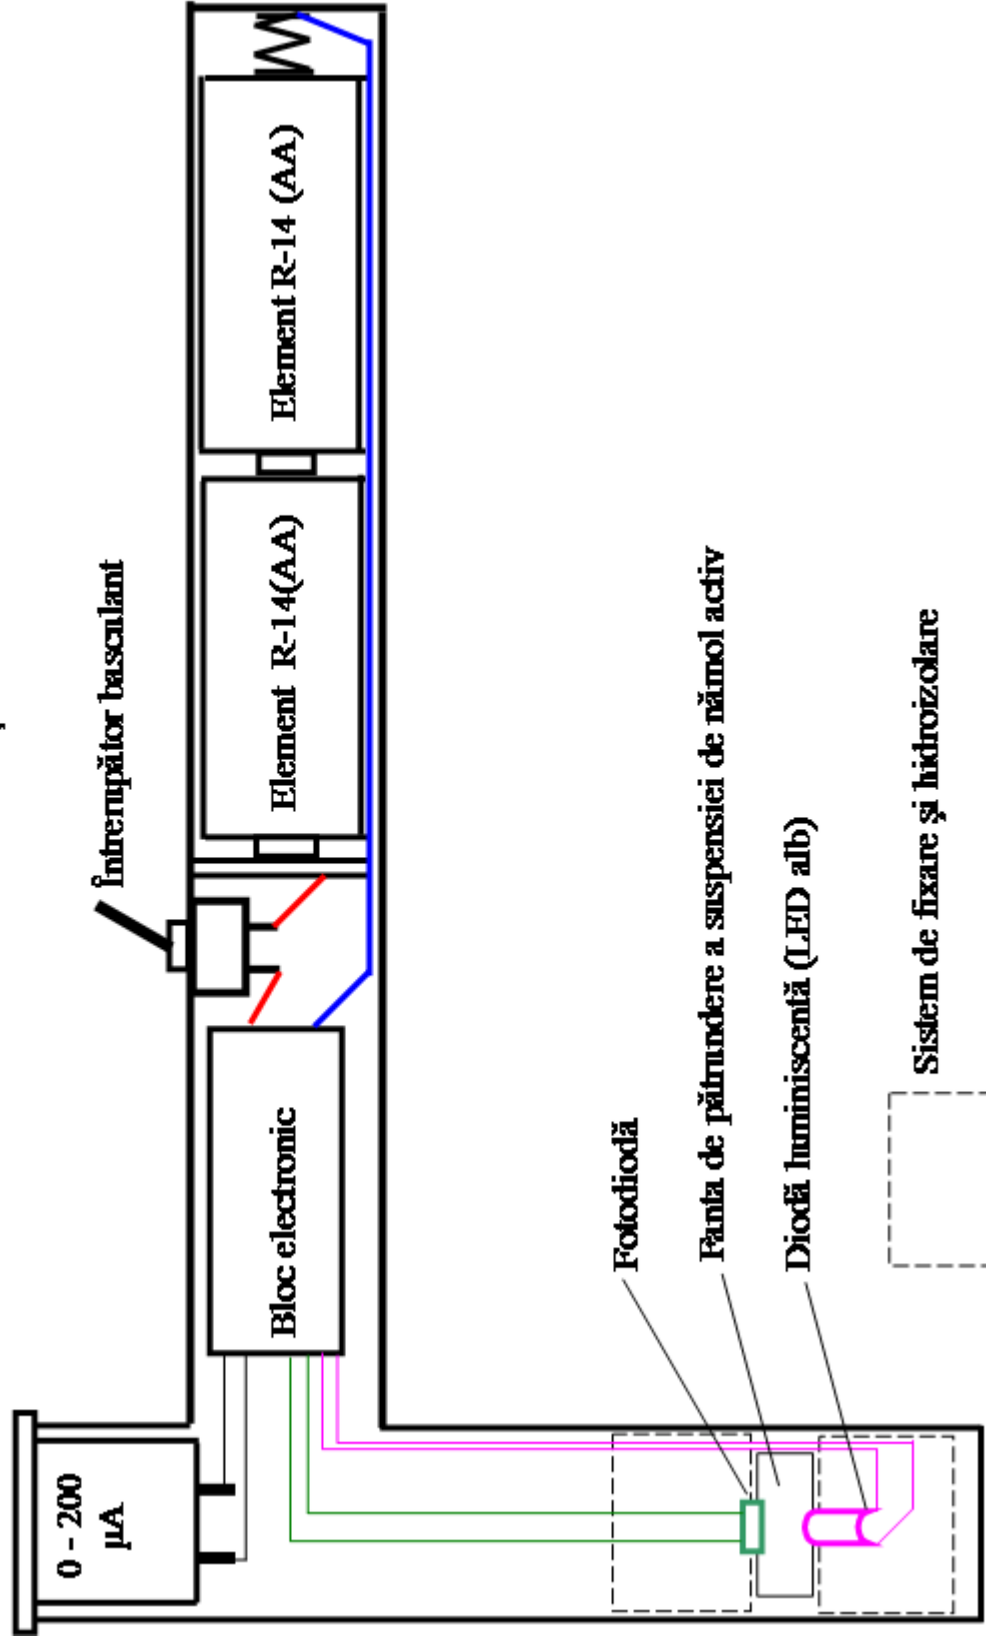 0 - 200
µA
Bloc electronic
Întrerupător basculant
Element R-14(AA)
Element R-14 (AA)
Fotodiodă
Fanta de pătrundere a suspensiei de nămol activ
Diodă luminiscentă (LED alb)
Sistem de fixare şi hidroizolare